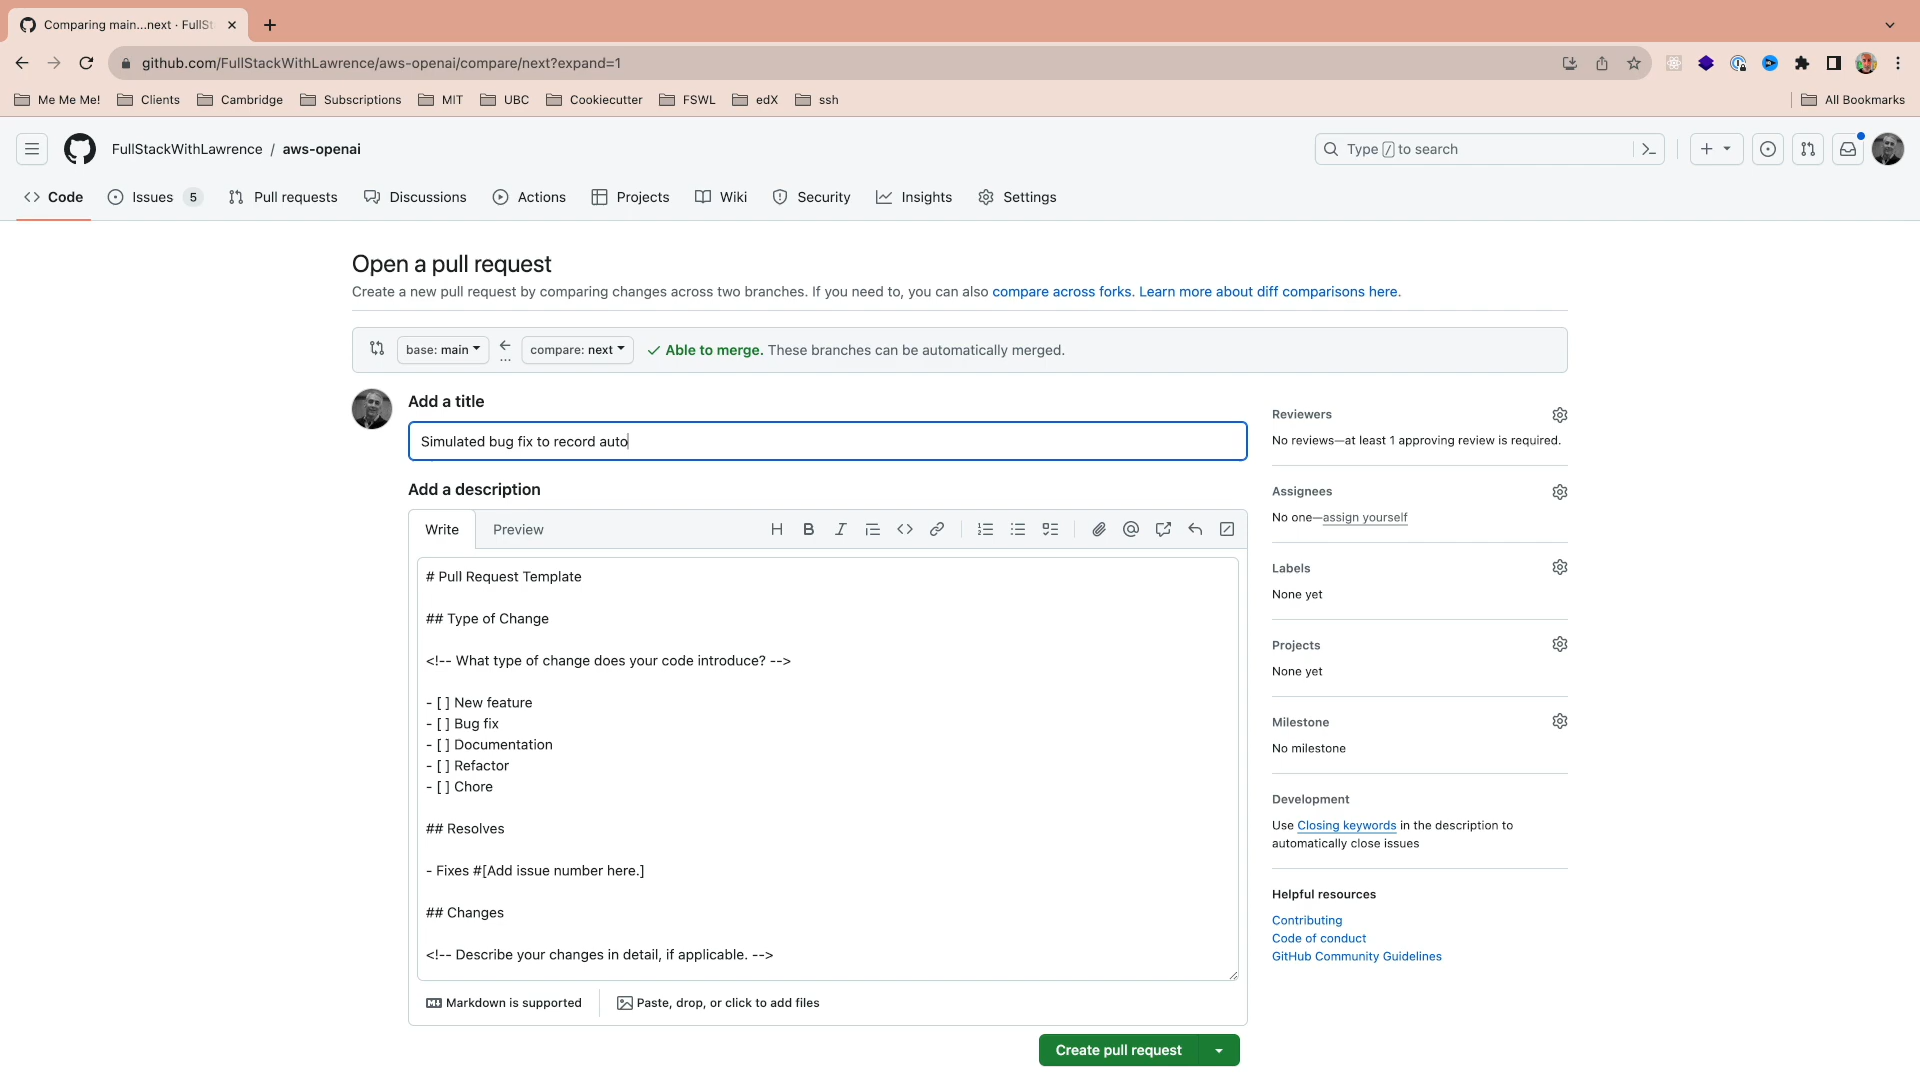 Comparing main...next · FullSt
github.com/FullStackWithLawrence/aws-openai/compare/next?expand=1
Me Me Me! Clients Cambridge Subscriptions MIT UBC Cookiecutter FSWL edX ssh All Bookmarks
FullStackWithLawrence / aws-openai Type / to search
Code Issues 5 Pull requests Discussions Actions Projects Wiki Security Insights Settings
Open a pull request
Create a new pull request by comparing changes across two branches. If you need to, you can also compare across forks. Learn more about diff comparisons here.
base: main ... compare: next Able to merge. These branches can be automatically merged.
Add a title
Simulated bug fix to record auto
Add a description
Write Preview
# Pull Request Template
## Type of Change
<!-- What type of change does your code introduce? -->
- [ ] New feature
- [ ] Bug fix
- [ ] Documentation
- [ ] Refactor
- [ ] Chore
## Resolves
- Fixes #[Add issue number here.]
## Changes
<!-- Describe your changes in detail, if applicable. -->
Markdown is supported Paste, drop, or click to add files
Create pull request
Reviewers
No reviews—at least 1 approving review is required.
Assignees
No one—assign yourself
Labels
None yet
Projects
None yet
Milestone
No milestone
Development
Use Closing keywords in the description to
automatically close issues
Helpful resources
Contributing
Code of conduct
GitHub Community Guidelines